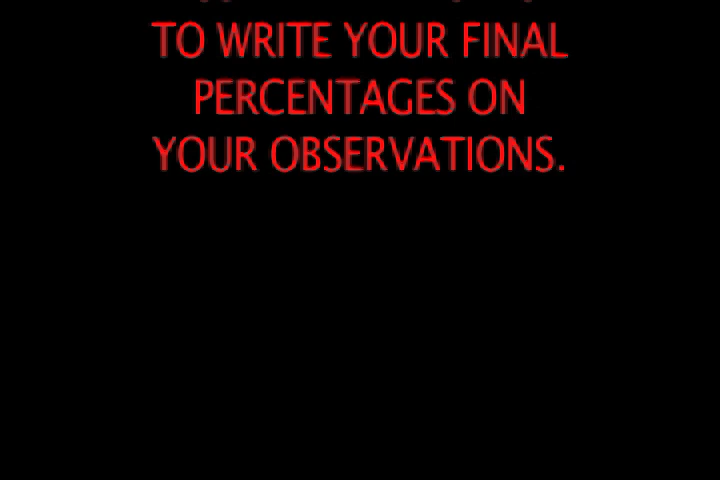 TO WRITE YOUR FINAL
PERCENTAGES ON
YOUR OBSERVATIONS.